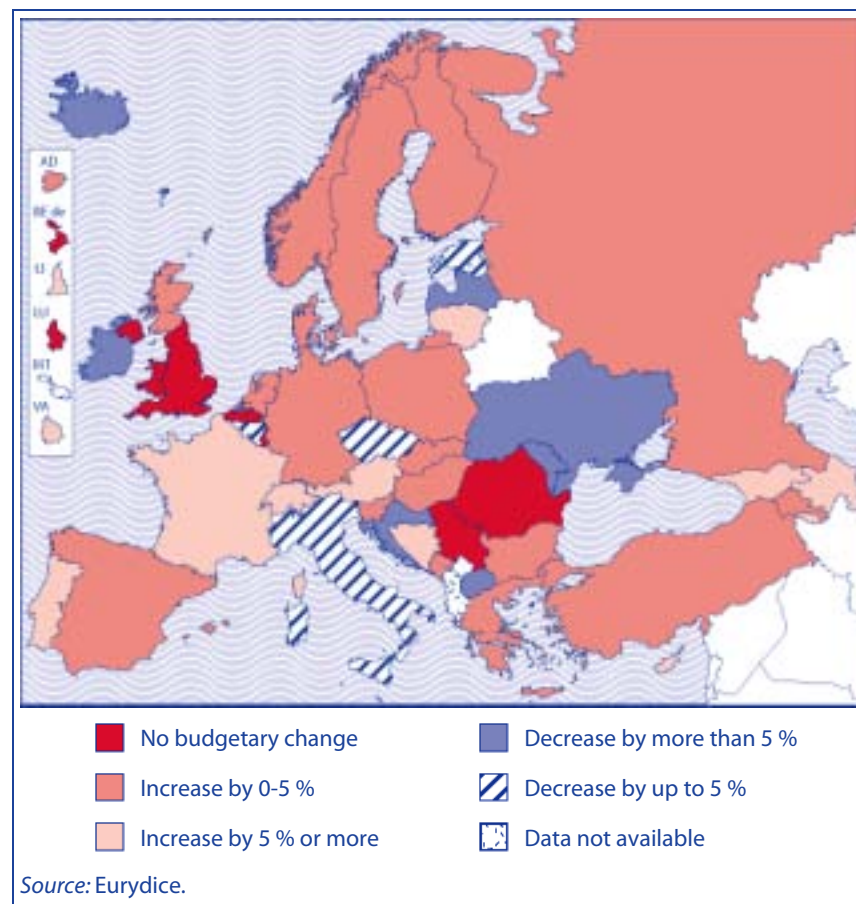 AD
BE de
LI
LU
MT
VA
No budgetary change
Decrease by more than 5 %
Increase by 0-5 %
Decrease by up to 5 %
Increase by 5 % or more
Data not available
Source: Eurydice.